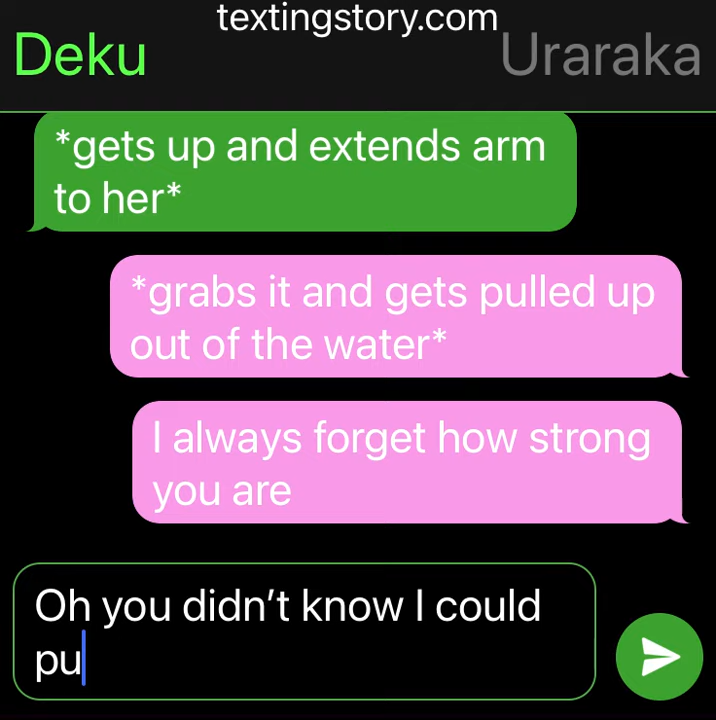 textingstory.com
Deku
Uraraka
*gets up and extends arm
to her*
*grabs it and gets pulled up
out of the water*
I always forget how strong
you are
Oh you didn’t know I could
pu